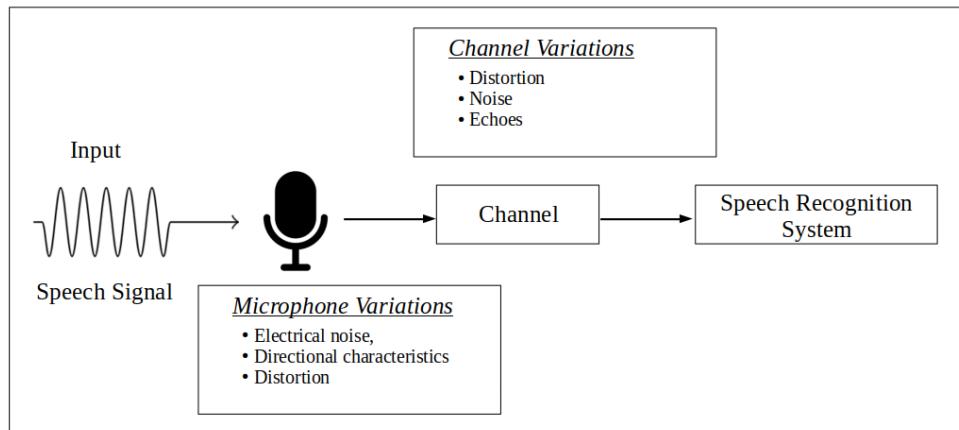 Channel Variations
• Distortion
• Noise
• Echoes
Input
Channel
Speech Recognition
System
Speech Signal
Microphone Variations
• Electrical noise,
• Directional characteristics
• Distortion